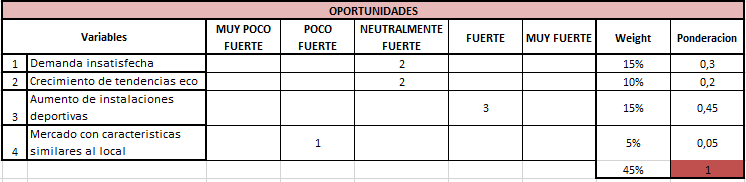 OPORTUNIDADES
Variables MUY POCO FUERTE POCO FUERTE NEUTRALMENTE FUERTE FUERTE MUY FUERTE Weight Ponderacion
1 Demanda insatisfecha 2 15% 0,3
2 Crecimiento de tendencias eco 2 10% 0,2
3 Aumento de instalaciones deportivas 3 15% 0,45
4 Mercado con caracteristicas similares al local 1 5% 0,05
45% 1